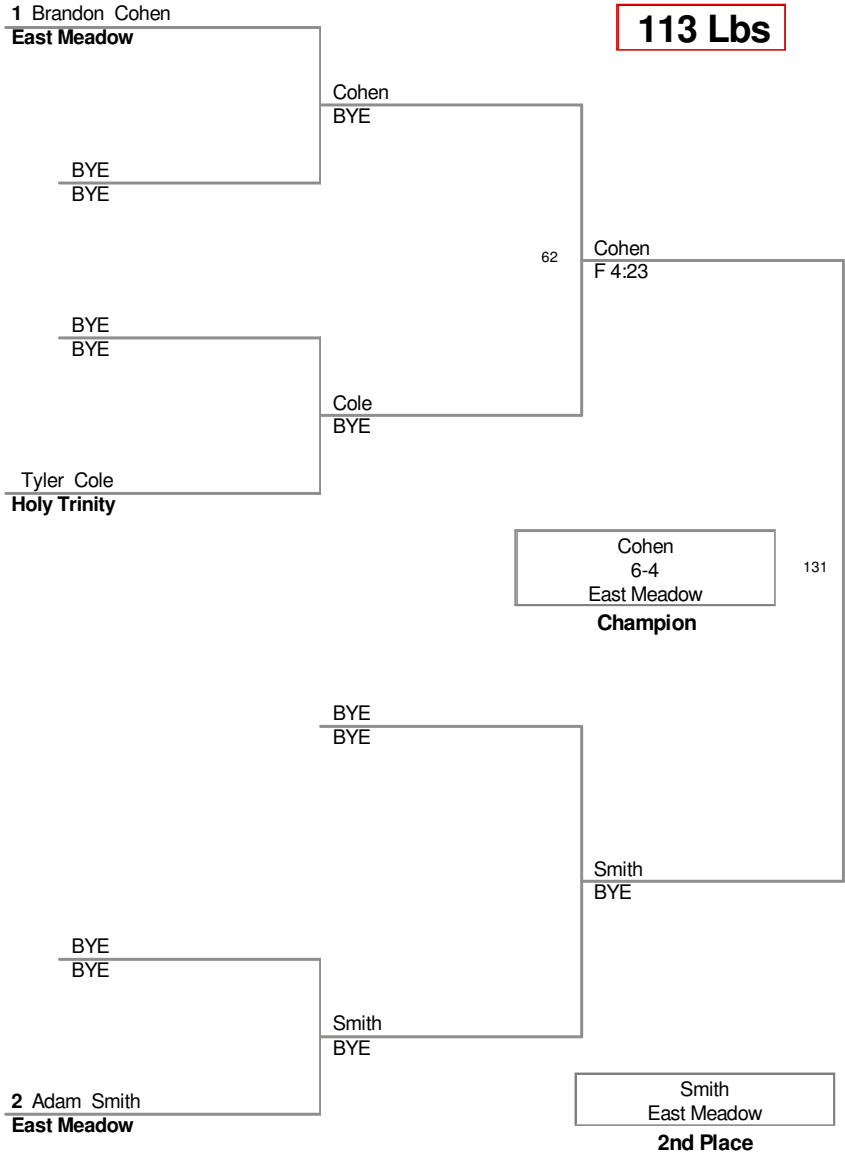 1 Brandon Cohen
East Meadow
113 Lbs
Cohen
BYE
BYE
BYE
62
Cohen
F 4:23
BYE
BYE
Cole
BYE
Tyler Cole
Holy Trinity
Cohen
6-4
East Meadow
131
Champion
BYE
BYE
Smith
BYE
BYE
BYE
Smith
BYE
2 Adam Smith
East Meadow
Smith
East Meadow
2nd Place